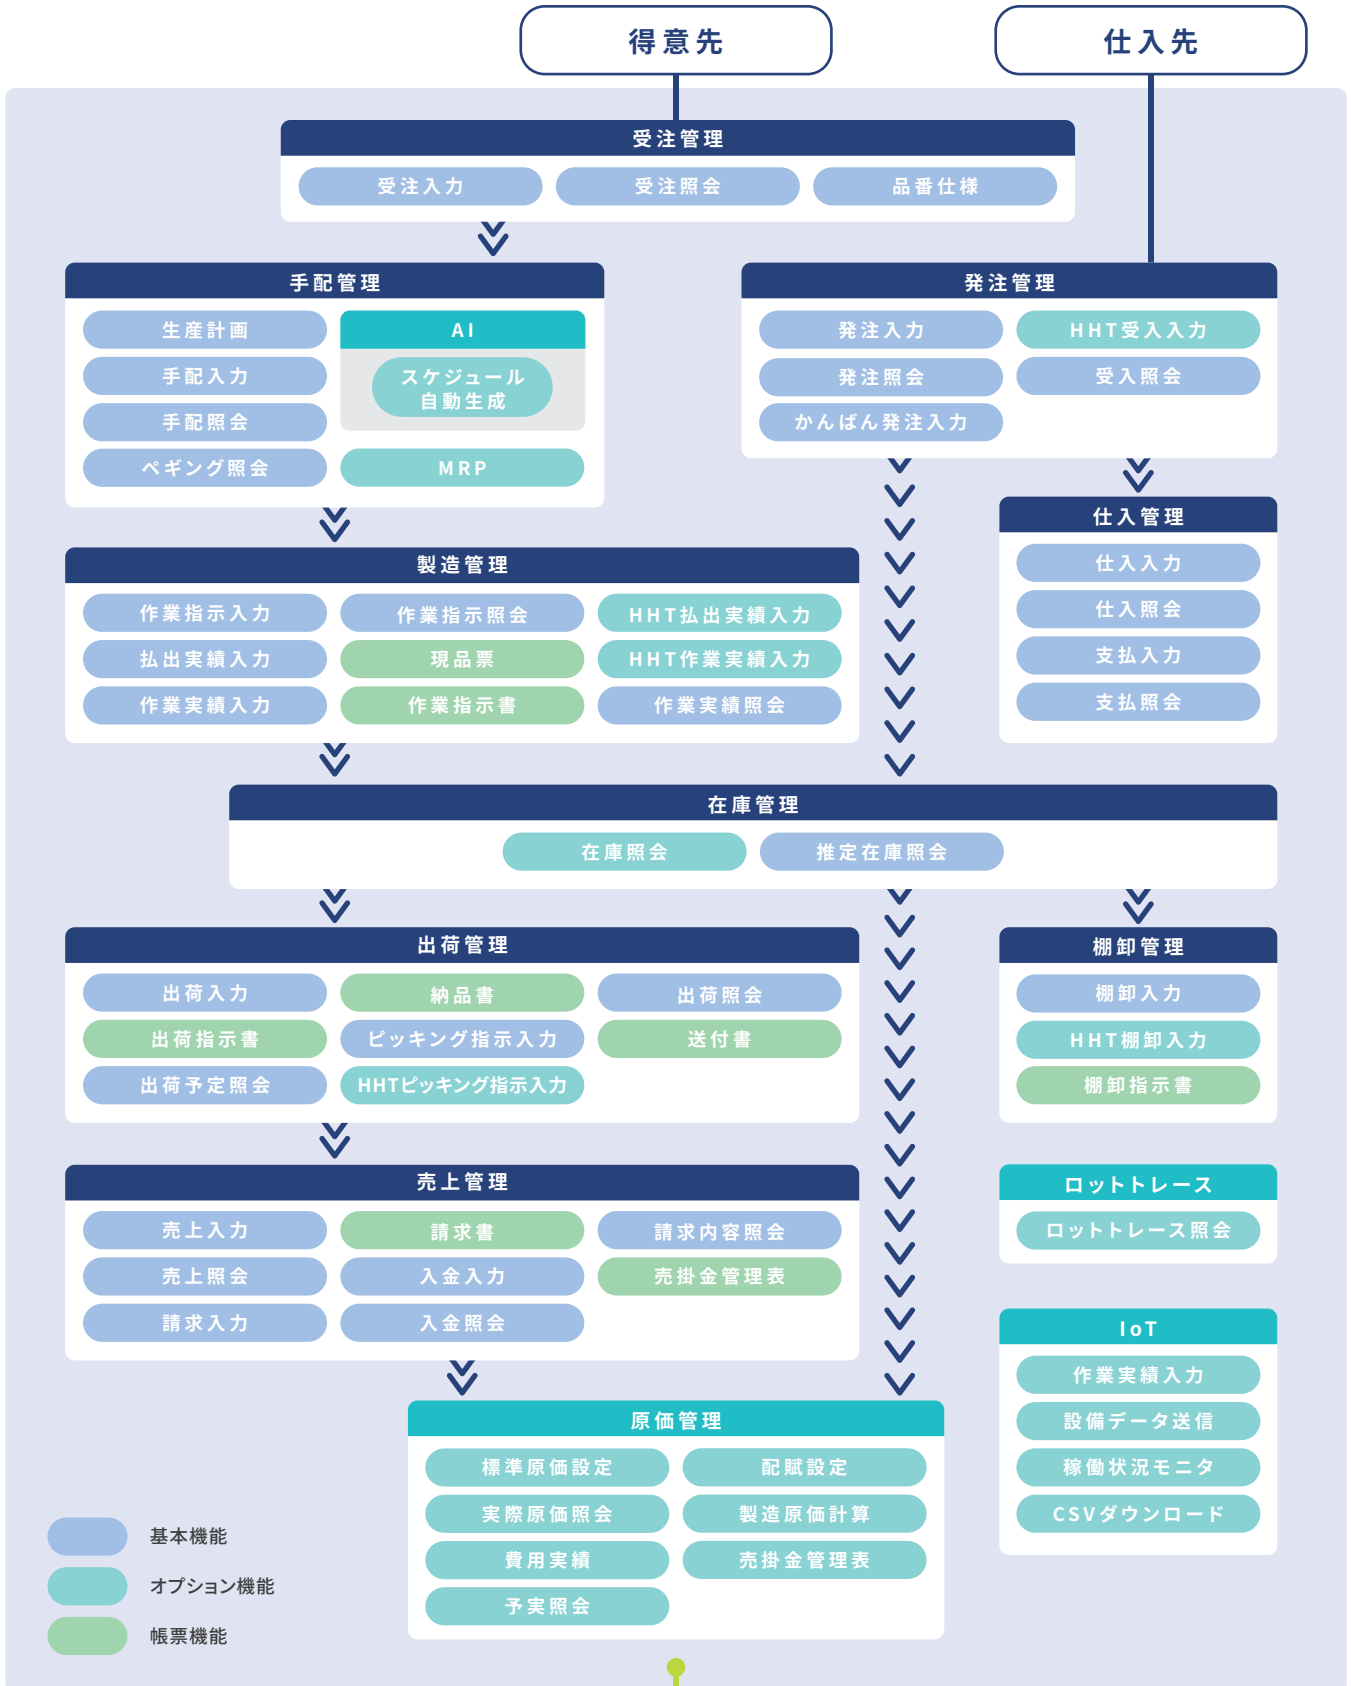 得意先
仕入先
受注管理
受注入力
受注照会
品番仕様
手配管理
生産計画
手配入力
手配照会
ペギング照会
AI
スケジュール
自動生成
MRP
発注管理
発注入力
発注照会
かんばん発注入力
HHT受入入力
受入照会
仕入管理
仕入入力
仕入照会
支払入力
支払照会
製造管理
作業指示入力
払出実績入力
作業実績入力
作業指示照会
現品票
作業指示書
HHT払出実績入力
HHT作業実績入力
作業実績照会
在庫管理
在庫照会
推定在庫照会
出荷管理
出荷入力
出荷指示書
出荷予定照会
納品書
ピッキング指示入力
HHTピッキング指示入力
出荷照会
送付書
棚卸管理
棚卸入力
HHT棚卸入力
棚卸指示書
売上管理
売上入力
売上照会
請求入力
請求書
入金入力
入金照会
請求内容照会
売掛金管理表
ロットトレース
ロットトレース照会
IoT
作業実績入力
設備データ送信
稼働状況モニタ
CSVダウンロード
原価管理
標準原価設定
実際原価照会
費用実績
予実照会
配賦設定
製造原価計算
売掛金管理表
基本機能
オプション機能
帳票機能